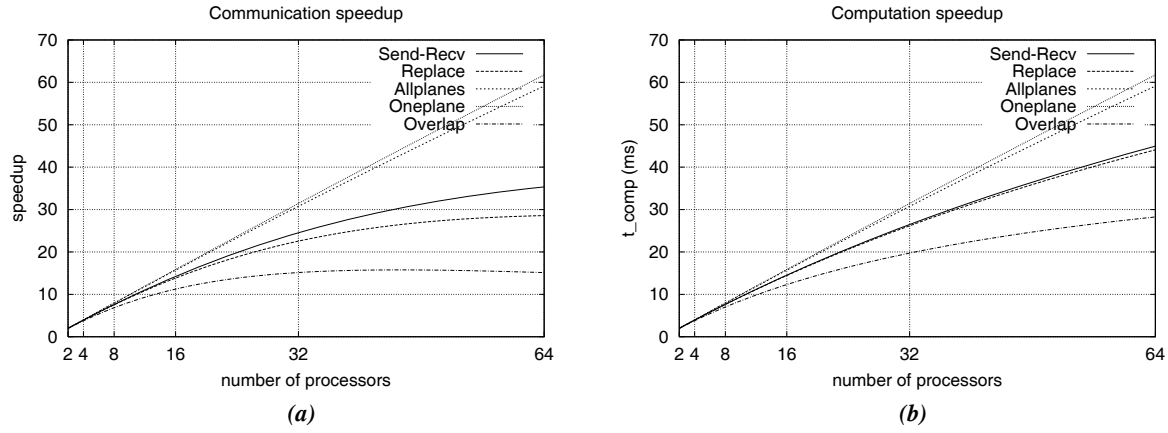 Communication speedup
70
60
50
40
30
20
10
0
speedup
Send-Recv
Replace
Allplanes
Oneplane
Overlap
2 4 8 16 32 64
number of processors
(a)
Computation speedup
70
60
50
40
30
20
10
0
t_comp (ms)
Send-Recv
Replace
Allplanes
Oneplane
Overlap
2 4 8 16 32 64
number of processors
(b)